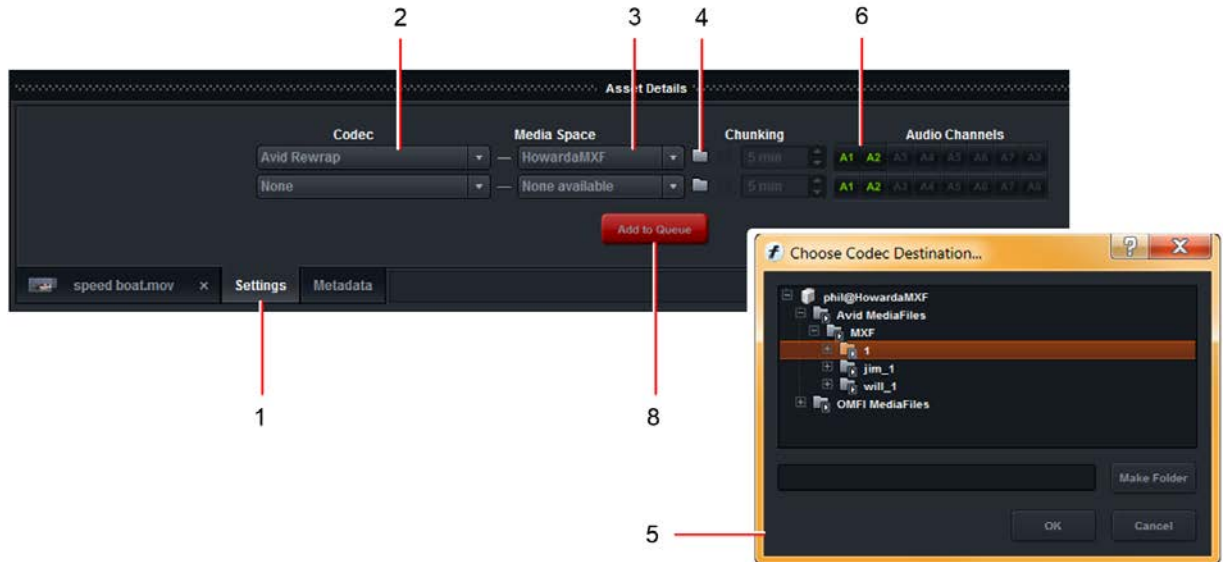 2 3 4 6
Asset Details
Codec Media Space Chunking Audio Channels
Avid Rewrap — HowardaMXF 5 min A1 A2 A3 A4 A5 A6 A7 A8
None — None available 5 min A1 A2 A3 A4 A5 A6 A7 A8
Add to Queue
speed boat.mov × Settings Metadata
1
8
Choose Codec Destination...
phil@HowardaMXF
Avid MediaFiles
MXF
1
jim_1
will_1
OMFI MediaFiles
Make Folder
OK Cancel
5